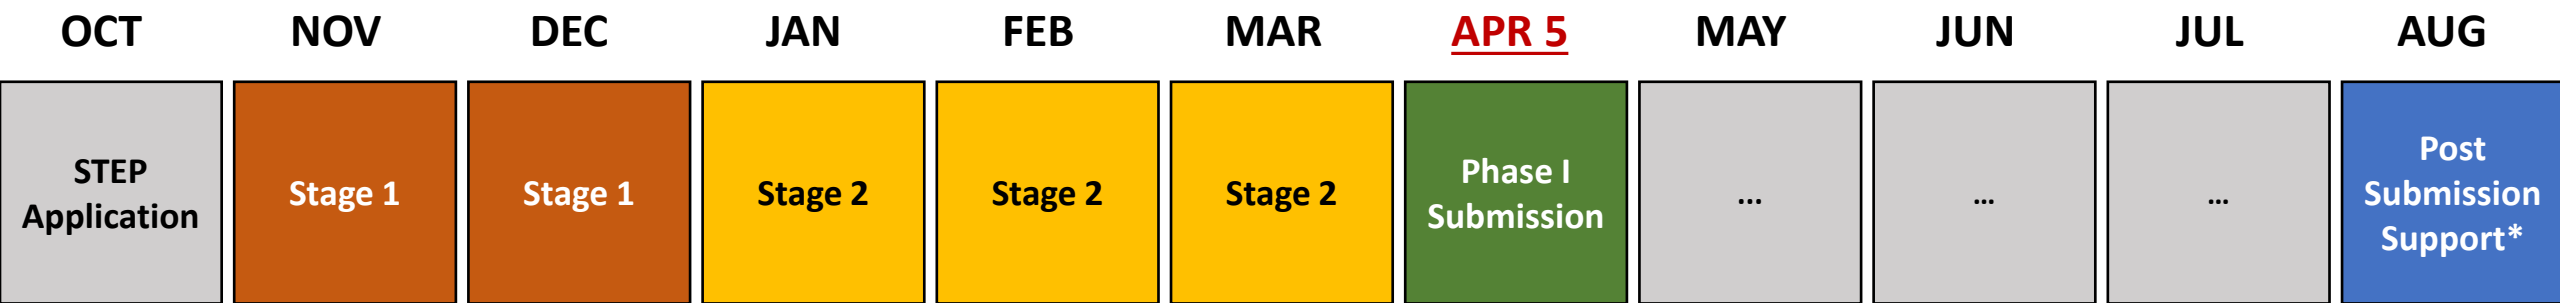 OCT NOV DEC JAN FEB MAR APR 5 MAY JUN JUL AUG
STEP
Application
Stage 1
Stage 1
Stage 2
Stage 2
Stage 2
Phase I
Submission
...
...
...
Post
Submission
Support*